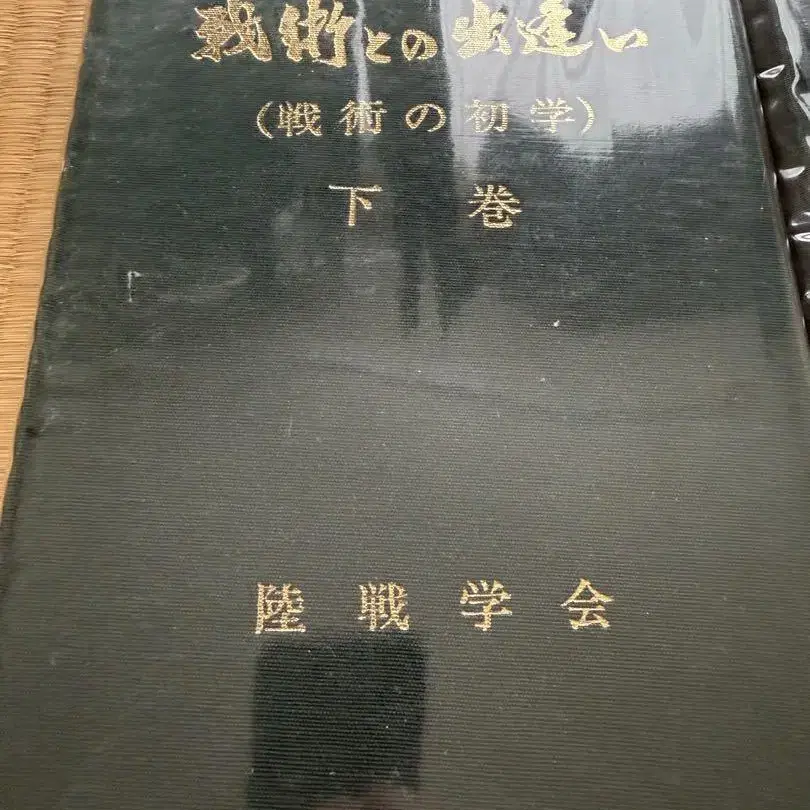 戦術との出逢い
(戦術の初学)
下巻
陸戦学会